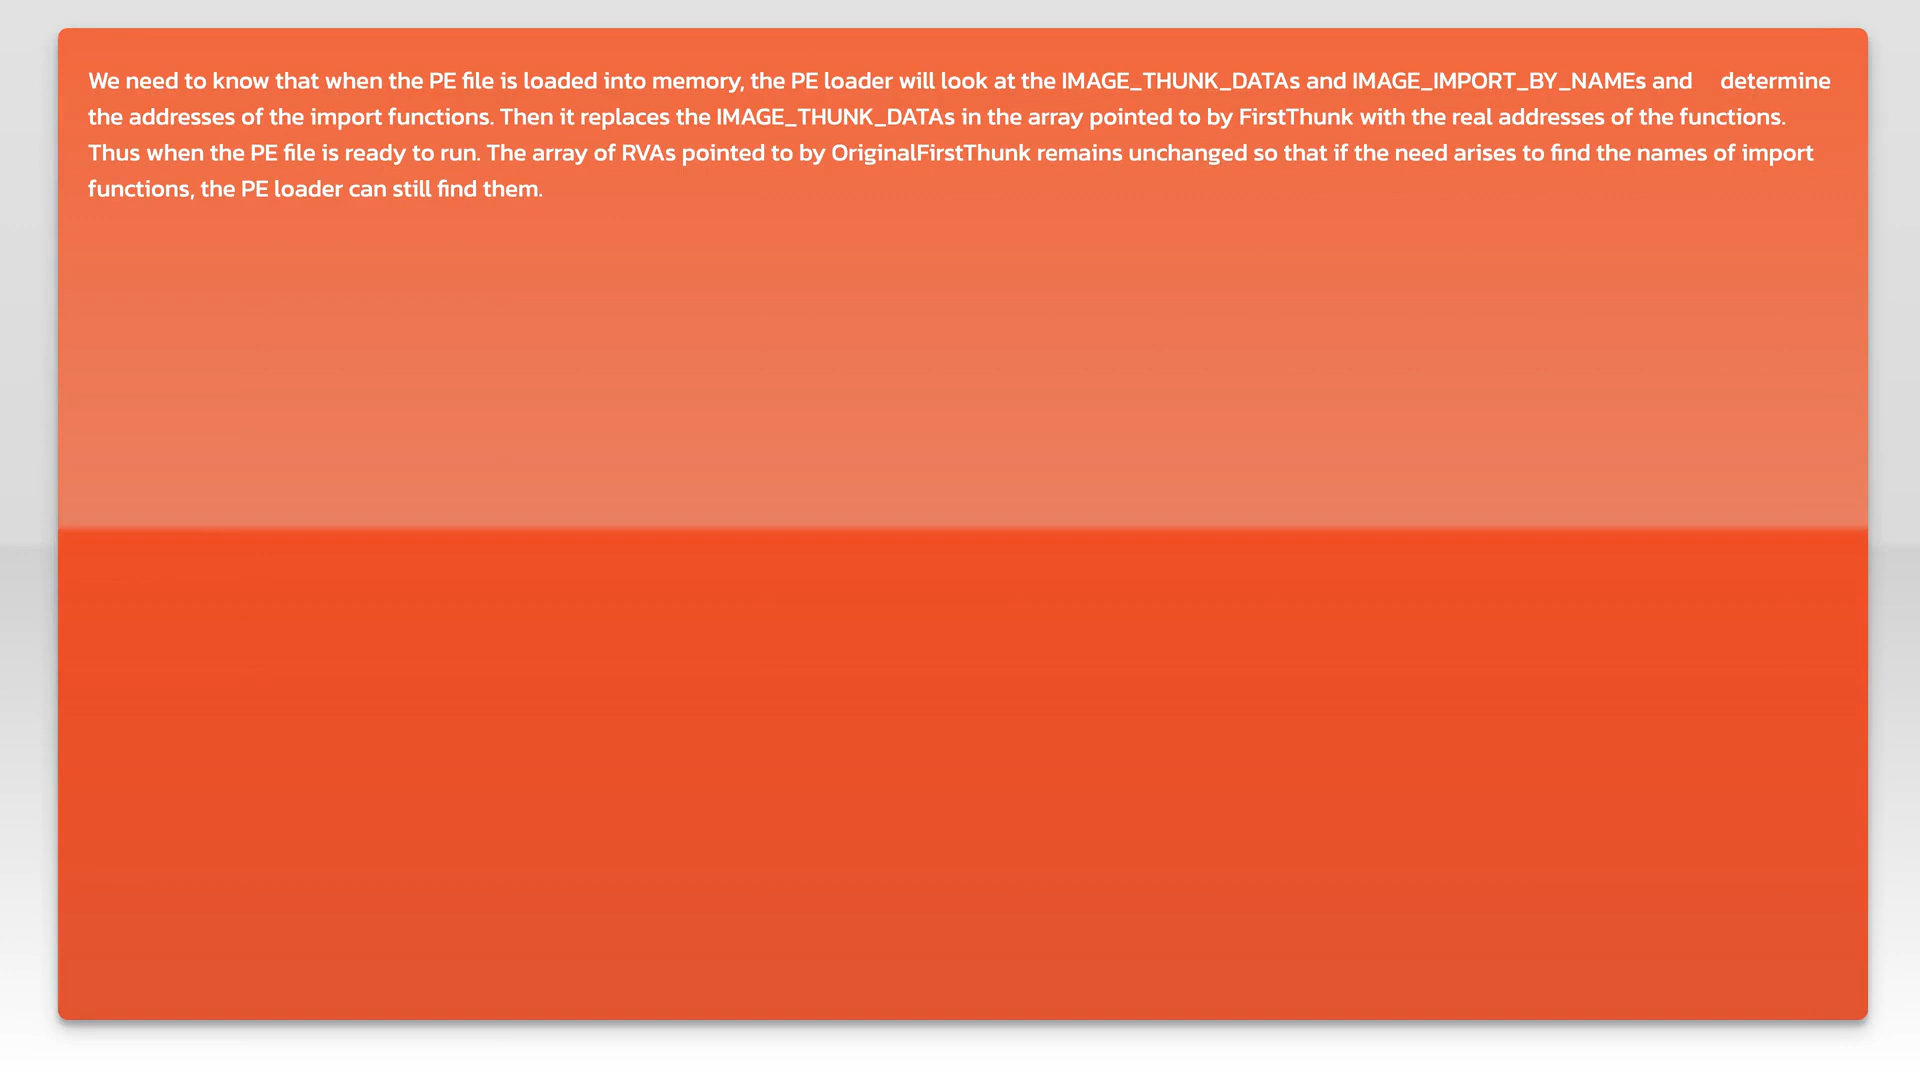 We need to know that when the PE file is loaded into memory, the PE loader will look at the IMAGE_THUNK_DATAs and IMAGE_IMPORT_BY_NAMEs and determine
the addresses of the import functions. Then it replaces the IMAGE_THUNK_DATAs in the array pointed to by FirstThunk with the real addresses of the functions.
Thus when the PE file is ready to run. The array of RVAs pointed to by OriginalFirstThunk remains unchanged so that if the need arises to find the names of import
functions, the PE loader can still find them.